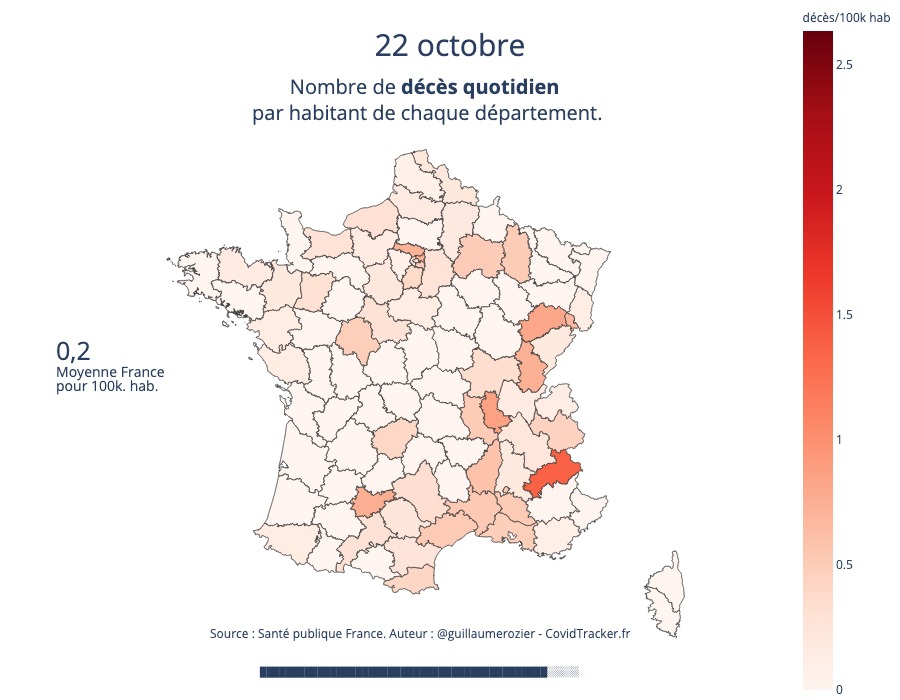 décès/100k hab
22 octobre
Nombre de décès quotidien
par habitant de chaque département.
2.5
2
1.5
1
0.5
0
0,2
Moyenne France
pour 100k. hab.
Source : Santé publique France. Auteur : @guillaumerozier - CovidTracker.fr